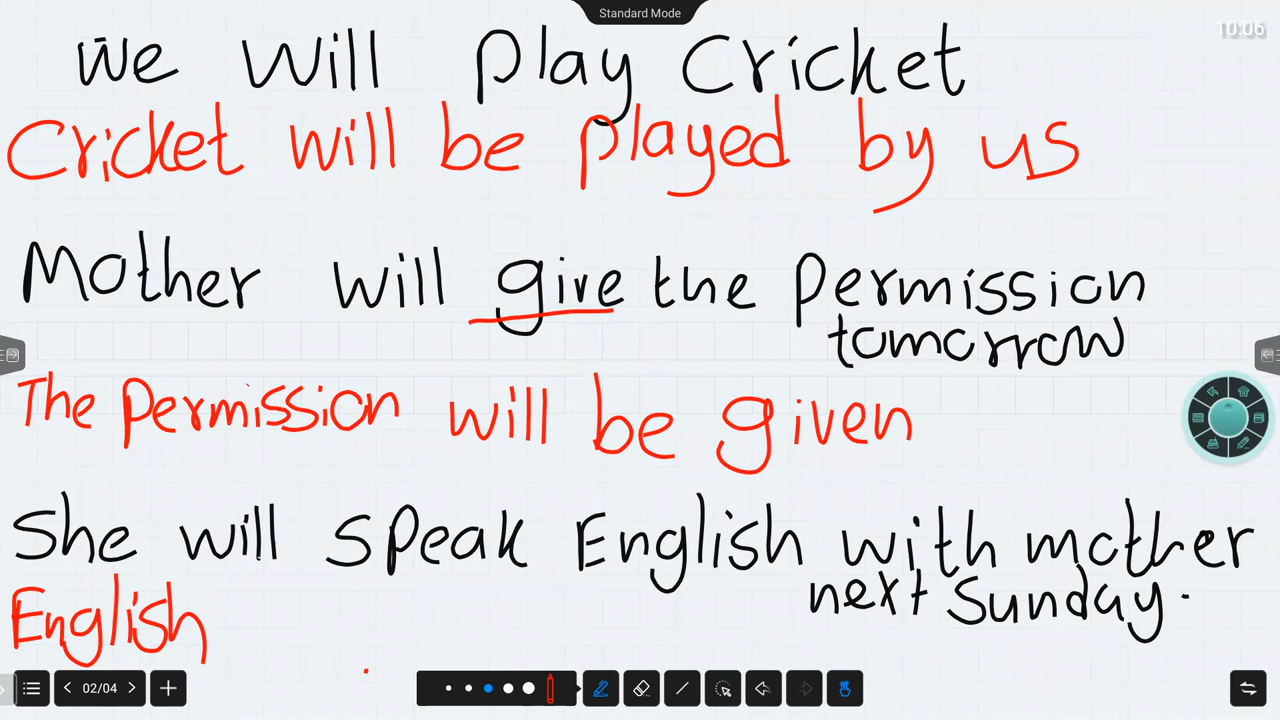 Standard Mode
10:06
We will play Cricket
Cricket will be played by us
Mother will give the permission
tomorrow
The permission will be given
She will speak English with mother
next Sunday.
English
02/04